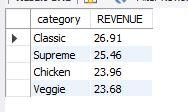 category REVENUE
Classic 26.91
Supreme 25.46
Chicken 23.96
Veggie 23.68